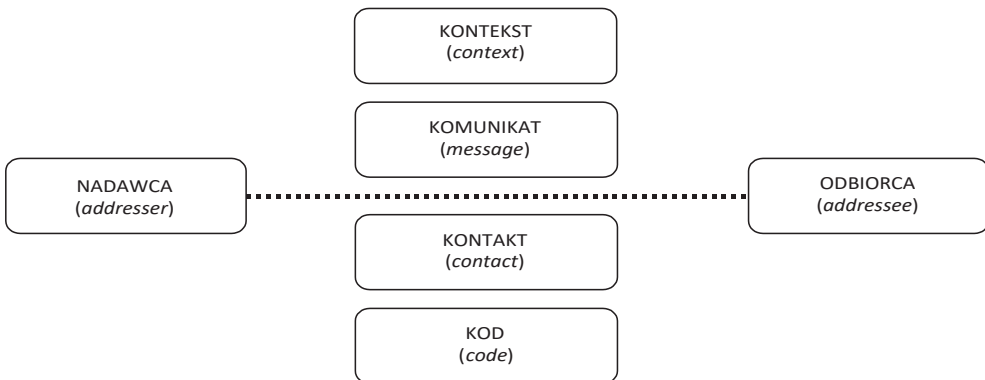 KONTEKST
(context)
KOMUNIKAT
(message)
NADAWCA
(addresser)
ODBIORCA
(addressee)
KONTAKT
(contact)
KOD
(code)